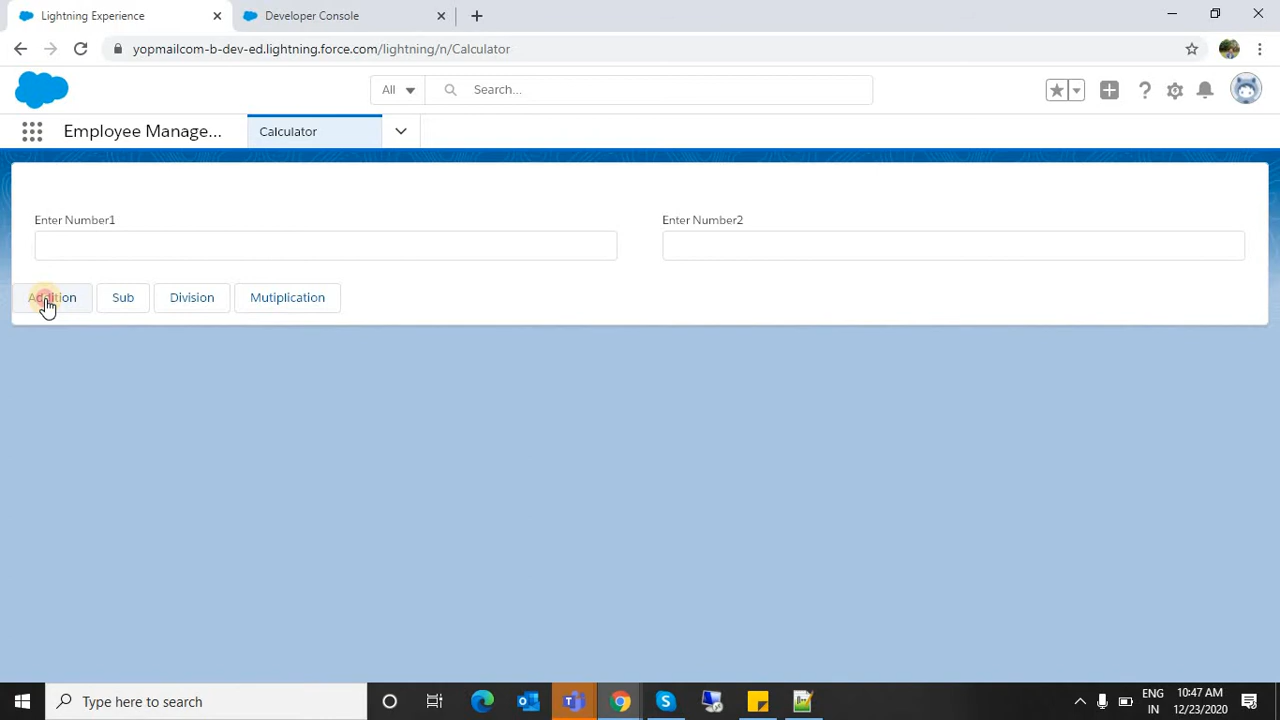 Lightning Experience
Developer Console
yopmailcom-b-dev-ed.lightning.force.com/lightning/n/Calculator
All
Search...
Employee Manage...
Calculator
Enter Number1
Enter Number2
Addition
Sub
Division
Mutiplication
Type here to search
ENG
IN
10:47 AM
12/23/2020